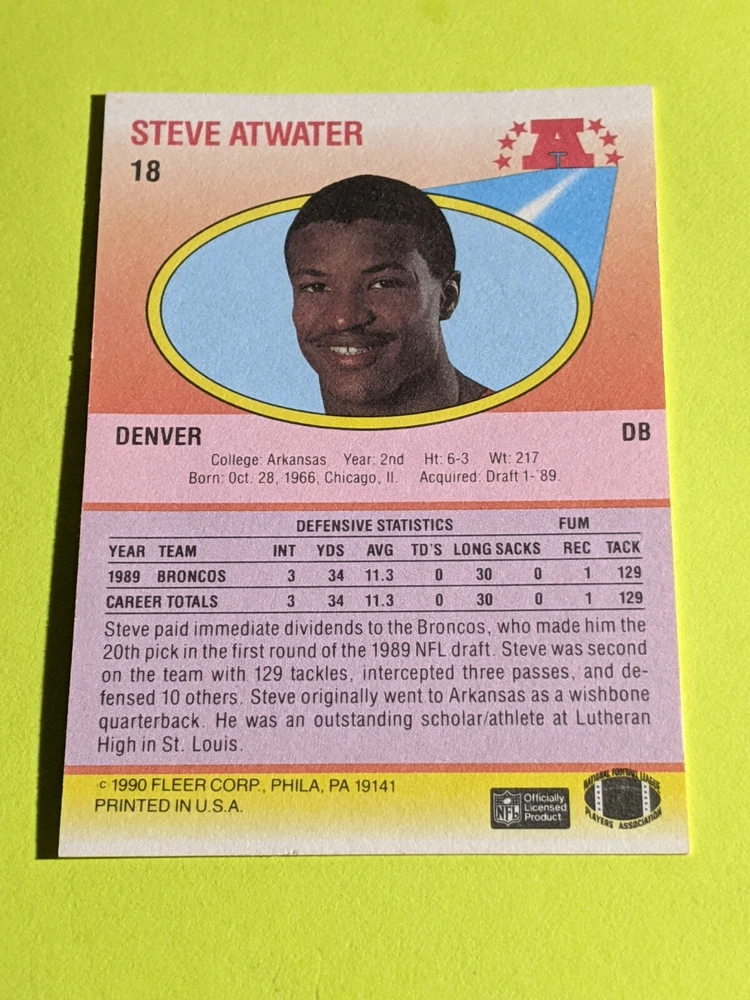 STEVE ATWATER
18
A
DENVER
DB
College: Arkansas Year: 2nd Ht: 6-3 Wt: 217
Born: Oct. 28, 1966, Chicago, Il. Acquired: Draft 1-'89.
DEFENSIVE STATISTICS FUM
YEAR TEAM INT YDS AVG TD'S LONG SACKS REC TACK
1989 BRONCOS 3 34 11.3 0 30 0 1 129
CAREER TOTALS 3 34 11.3 0 30 0 1 129
Steve paid immediate dividends to the Broncos, who made him the
20th pick in the first round of the 1989 NFL draft. Steve was second
on the team with 129 tackles, intercepted three passes, and de-
fensed 10 others. Steve originally went to Arkansas as a wishbone
quarterback. He was an outstanding scholar/athlete at Lutheran
High in St. Louis.
© 1990 FLEER CORP., PHILA, PA 19141
PRINTED IN U.S.A.
NFL
Officially
Licensed
Product
NATIONAL FOOTBALL LEAGUE
PLAYERS ASSOCIATION